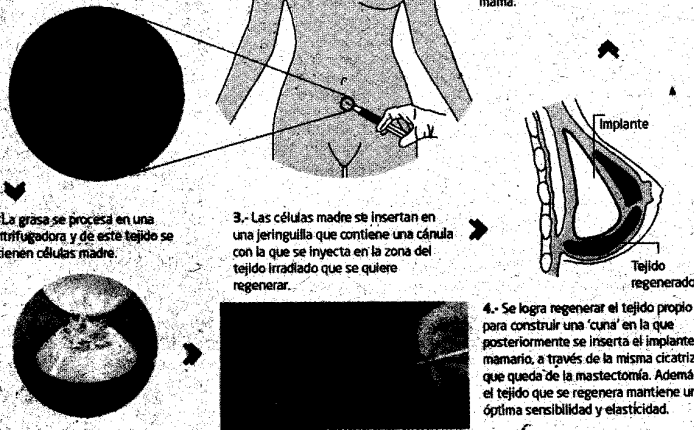 mama.
Implante
La grasa se procesa en una
ntrifugadora y de este tejido se
tienen células madre.
3.- Las células madre se insertan en
una jeringuilla que contiene una cánula
con la que se inyecta en la zona del
tejido irradiado que se quiere
regenerar.
Tejido
regenerado
4.- Se logra regenerar el tejido propio
para construir una ‘cuna’ en la que
posteriormente se inserta el implante
mamario, a través de la misma cicatriz
que queda de la mastectomía. Ademá
el tejido que se regenera mantiene un
óptima sensibilidad y elasticidad.